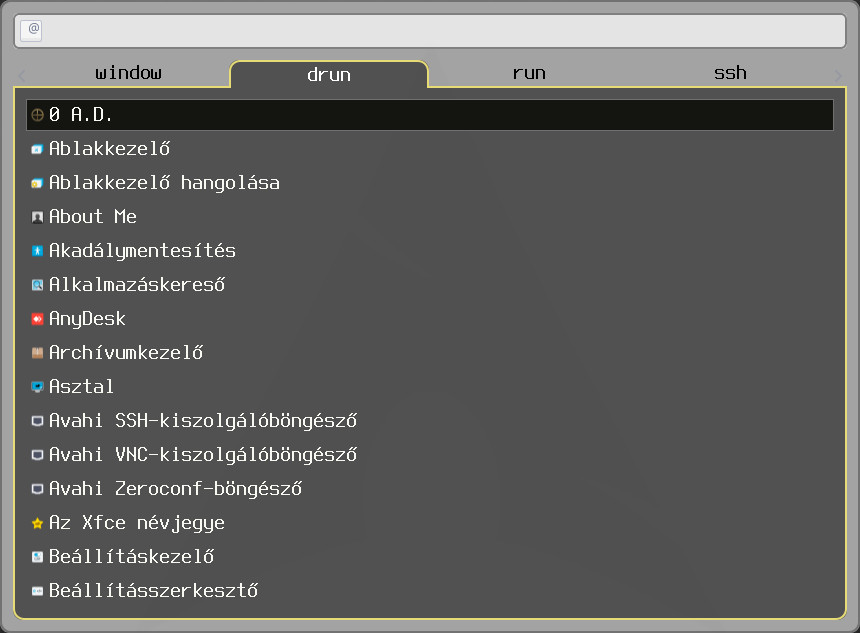 @
window drun run ssh
0 A.D.
Ablakkezelő
Ablakkezelő hangolása
About Me
Akadálymentesítés
Alkalmazáskereső
AnyDesk
Archívumkezelő
Asztal
Avahi SSH-kiszolgálóböngésző
Avahi VNC-kiszolgálóböngésző
Avahi Zeroconf-böngésző
Az Xfce névjegye
Beállításkezelő
Beállításszerkesztő